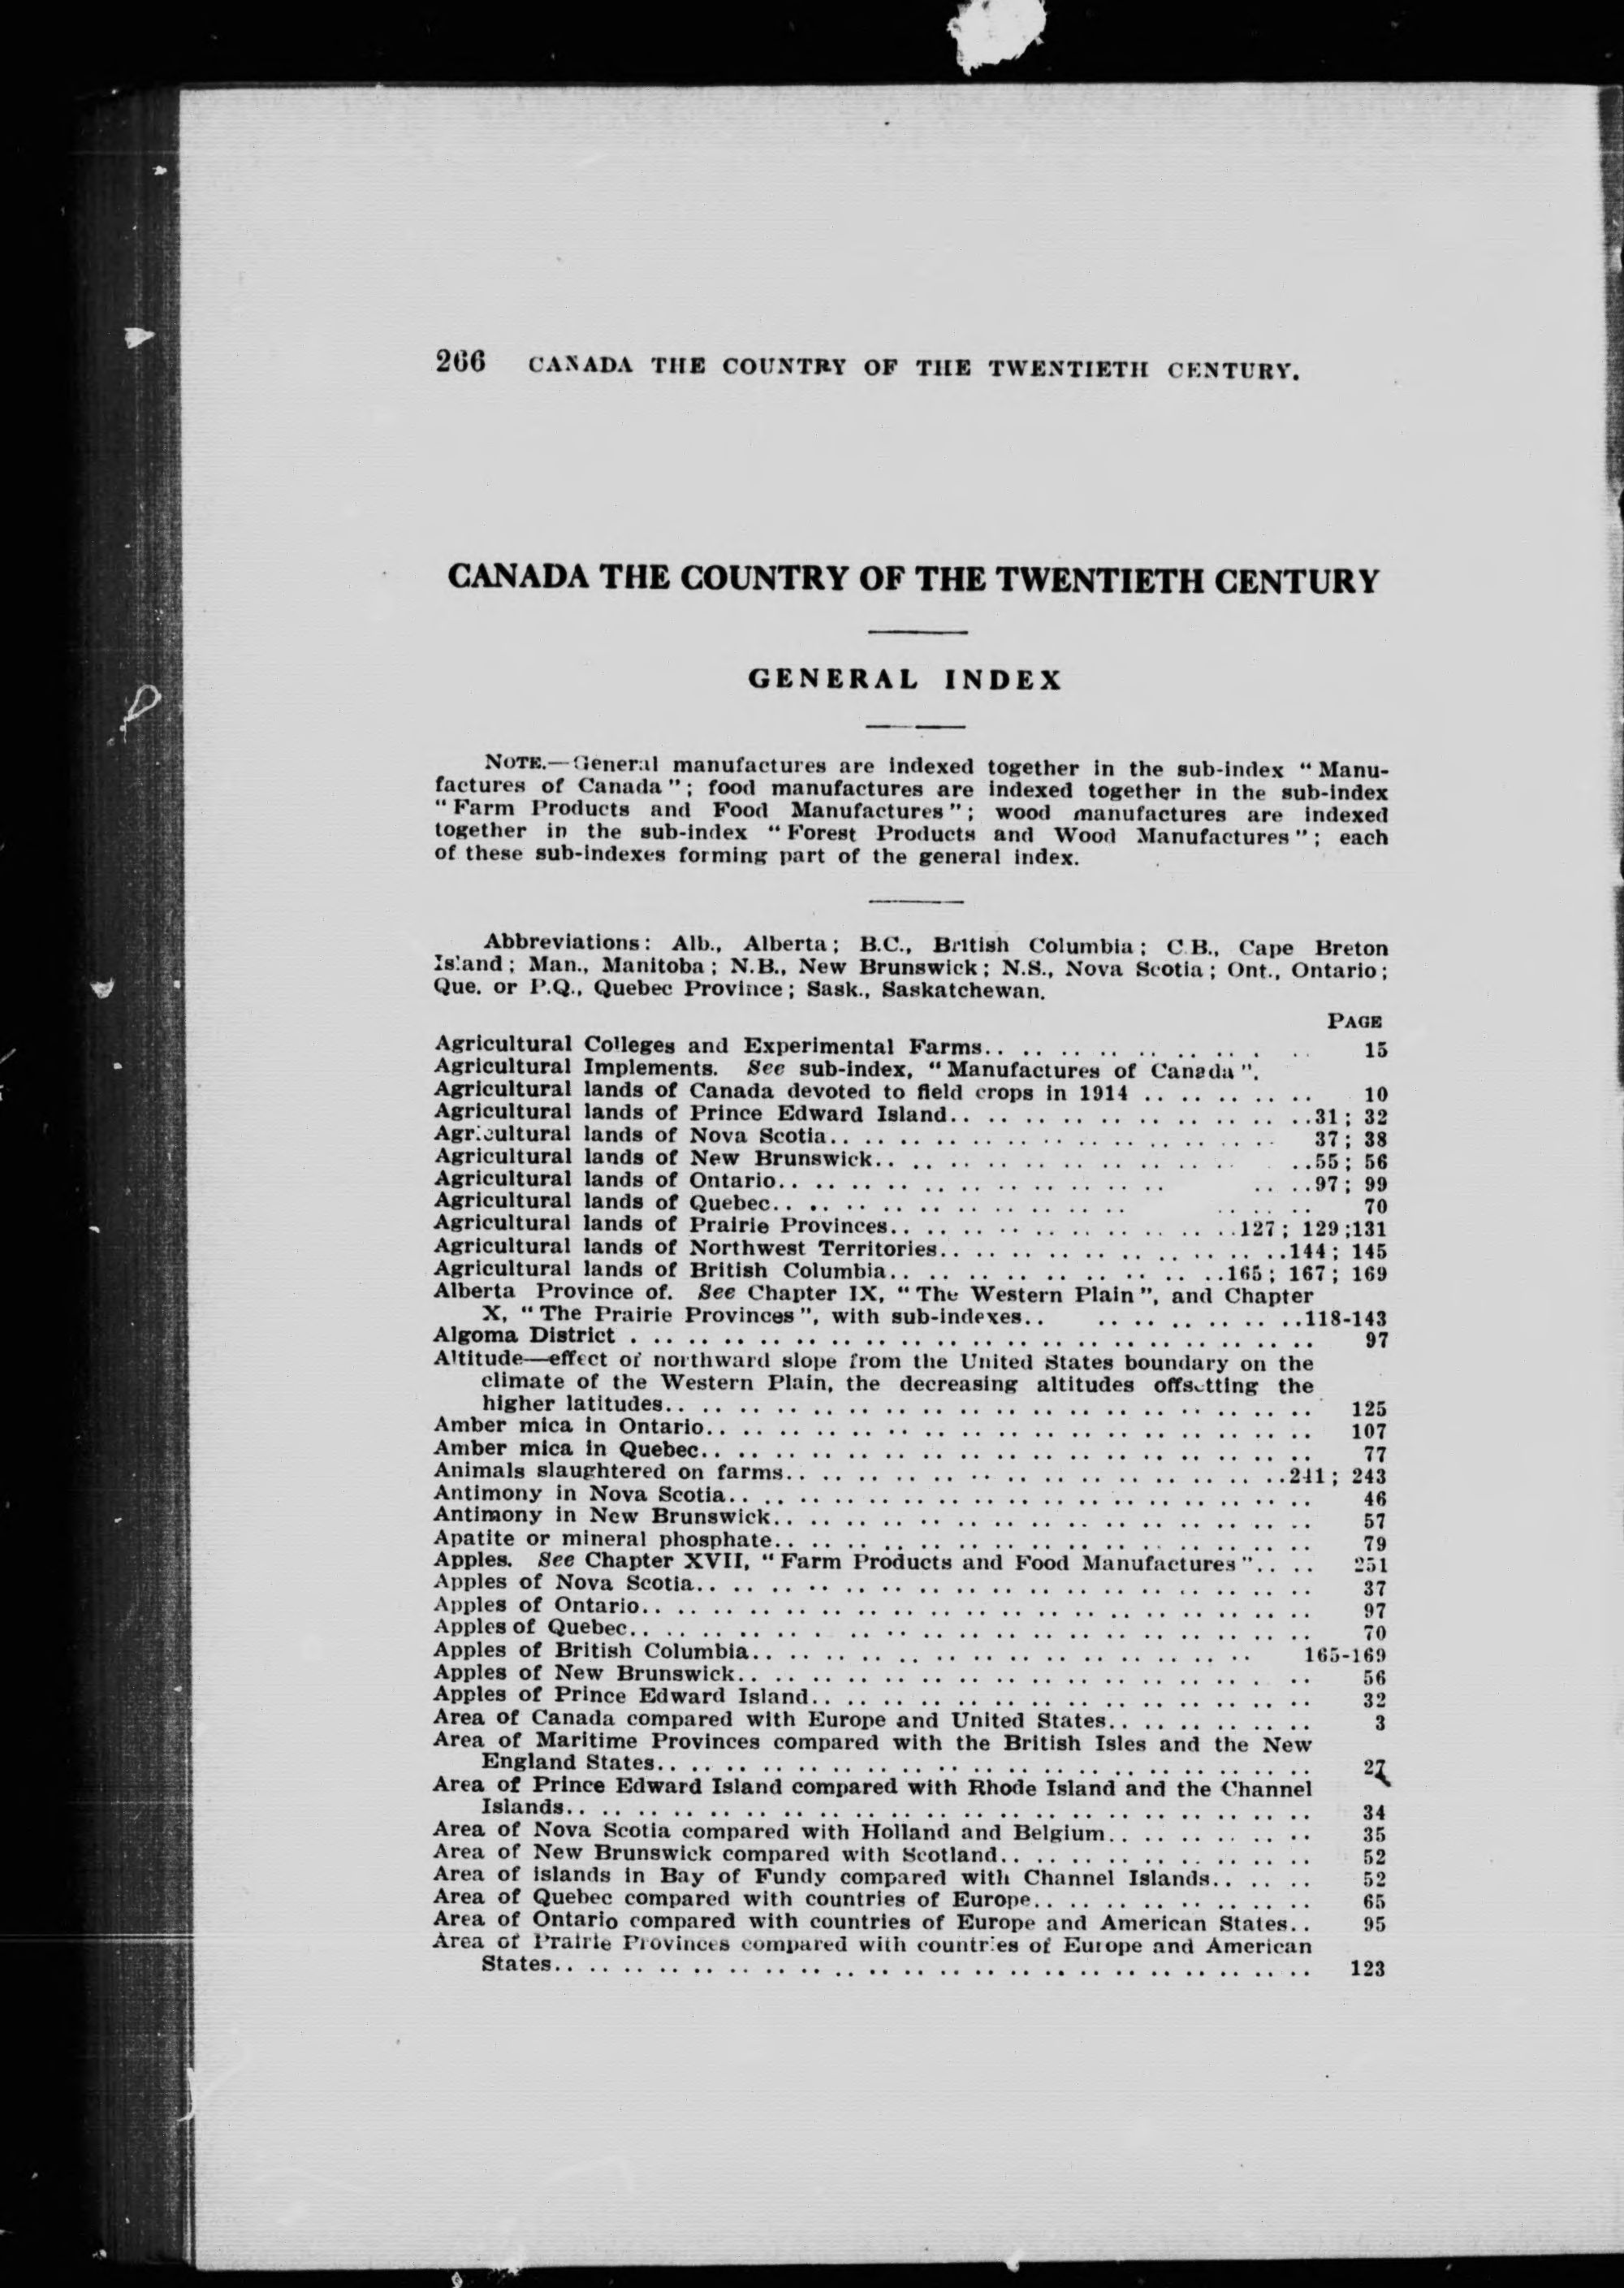 266 CANADA THE COUNTRY OF THE TWENTIETH CENTURY.
CANADA THE COUNTRY OF THE TWENTIETH CENTURY
GENERAL INDEX
NOTE.—General manufactures are indexed together in the sub-index "Manu-
factures of Canada"; food manufactures are indexed together in the sub-index
"Farm Products and Food Manufactures"; wood manufactures are indexed
together in the sub-index "Forest Products and Wood Manufactures"; each
of these sub-indexes forming part of the general index.
Abbreviations: Alb., Alberta; B.C., British Columbia; C.B., Cape Breton
Island; Man., Manitoba; N.B., New Brunswick; N.S., Nova Scotia; Ont., Ontario;
Que. or P.Q., Quebec Province; Sask., Saskatchewan.
PAGE
Agricultural Colleges and Experimental Farms.. .. .. .. .. .. .. .. .. 15
Agricultural Implements. See sub-index, "Manufactures of Canada".
Agricultural lands of Canada devoted to field crops in 1914 .. .. .. .. .. 10
Agricultural lands of Prince Edward Island.. .. .. .. .. .. .. .. .. .. ..31; 32
Agricultural lands of Nova Scotia.. .. .. .. .. .. .. .. .. .. .. .. .. 37; 38
Agricultural lands of New Brunswick.. .. .. .. .. .. .. .. .. .. ..55; 56
Agricultural lands of Ontario.. .. .. .. .. .. .. .. .. .. .. .. ..97; 99
Agricultural lands of Quebec.. .. .. .. .. .. .. .. .. .. .. .. .. 70
Agricultural lands of Prairie Provinces.. .. .. .. .. .. .. .. .. ..127; 129;131
Agricultural lands of Northwest Territories.. .. .. .. .. .. .. .. .. ..144; 145
Agricultural lands of British Columbia.. .. .. .. .. .. .. .. .. ..165; 167; 169
Alberta Province of. See Chapter IX, "The Western Plain", and Chapter
X, "The Prairie Provinces", with sub-indexes.. .. .. .. .. .. ..118-143
Algoma District .. .. .. .. .. .. .. .. .. .. .. .. .. .. .. .. .. .. .. 97
Altitude—effect of northward slope from the United States boundary on the
climate of the Western Plain, the decreasing altitudes offsetting the
higher latitudes.. .. .. .. .. .. .. .. .. .. .. .. .. .. .. .. .. .. 125
Amber mica in Ontario.. .. .. .. .. .. .. .. .. .. .. .. .. .. .. .. .. 107
Amber mica in Quebec.. .. .. .. .. .. .. .. .. .. .. .. .. .. .. .. .. 77
Animals slaughtered on farms.. .. .. .. .. .. .. .. .. .. .. .. .. ..241; 243
Antimony in Nova Scotia.. .. .. .. .. .. .. .. .. .. .. .. .. .. .. .. 46
Antimony in New Brunswick.. .. .. .. .. .. .. .. .. .. .. .. .. .. .. 57
Apatite or mineral phosphate.. .. .. .. .. .. .. .. .. .. .. .. .. .. .. 79
Apples. See Chapter XVII, "Farm Products and Food Manufactures".. .. 251
Apples of Nova Scotia.. .. .. .. .. .. .. .. .. .. .. .. .. .. .. .. .. 37
Apples of Ontario.. .. .. .. .. .. .. .. .. .. .. .. .. .. .. .. .. .. .. 97
Apples of Quebec.. .. .. .. .. .. .. .. .. .. .. .. .. .. .. .. .. .. .. 70
Apples of British Columbia.. .. .. .. .. .. .. .. .. .. .. .. .. .. 165-169
Apples of New Brunswick.. .. .. .. .. .. .. .. .. .. .. .. .. .. .. .. 56
Apples of Prince Edward Island.. .. .. .. .. .. .. .. .. .. .. .. .. .. 32
Area of Canada compared with Europe and United States.. .. .. .. .. .. 3
Area of Maritime Provinces compared with the British Isles and the New
England States.. .. .. .. .. .. .. .. .. .. .. .. .. .. .. .. .. .. .. 27
Area of Prince Edward Island compared with Rhode Island and the Channel
Islands.. .. .. .. .. .. .. .. .. .. .. .. .. .. .. .. .. .. .. .. .. 34
Area of Nova Scotia compared with Holland and Belgium.. .. .. .. .. .. 35
Area of New Brunswick compared with Scotland.. .. .. .. .. .. .. .. .. 52
Area of islands in Bay of Fundy compared with Channel Islands.. .. .. 52
Area of Quebec compared with countries of Europe.. .. .. .. .. .. .. .. 65
Area of Ontario compared with countries of Europe and American States.. 95
Area of Prairie Provinces compared with countries of Europe and American
States.. .. .. .. .. .. .. .. .. .. .. .. .. .. .. .. .. .. .. .. .. .. 123